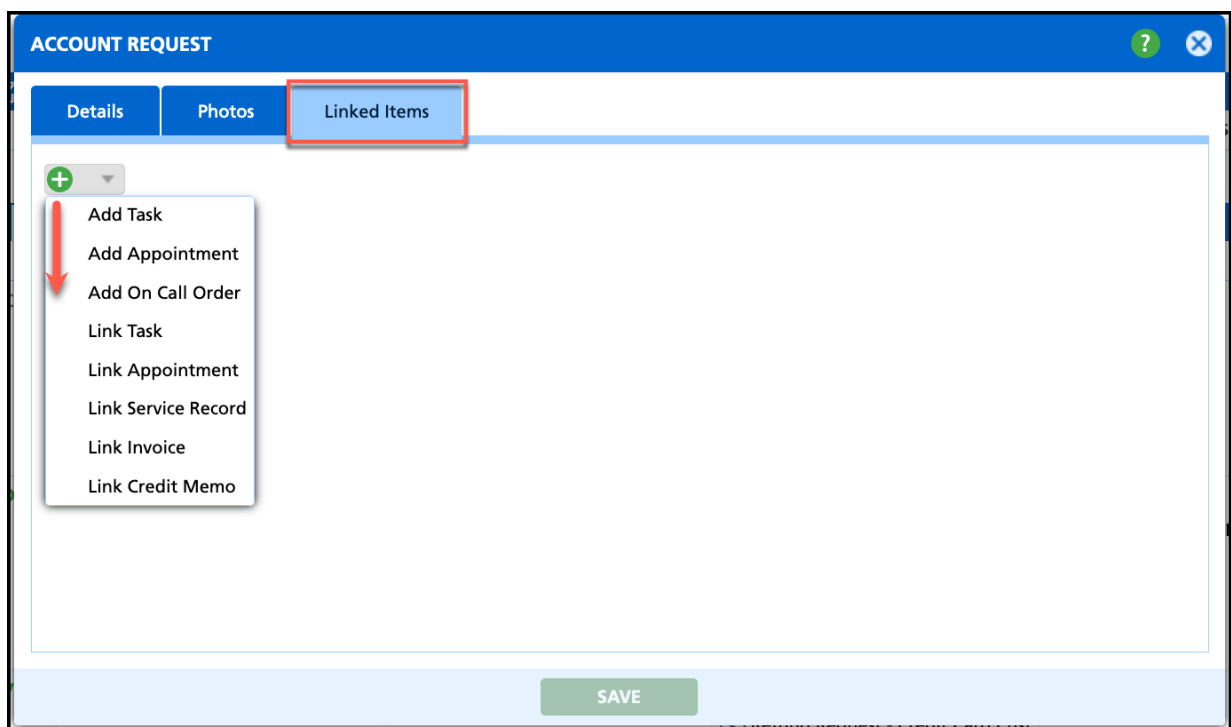 ACCOUNT REQUEST
?
Details
Photos
Linked Items
Add Task
Add Appointment
Add On Call Order
Link Task
Link Appointment
Link Service Record
Link Invoice
Link Credit Memo
SAVE